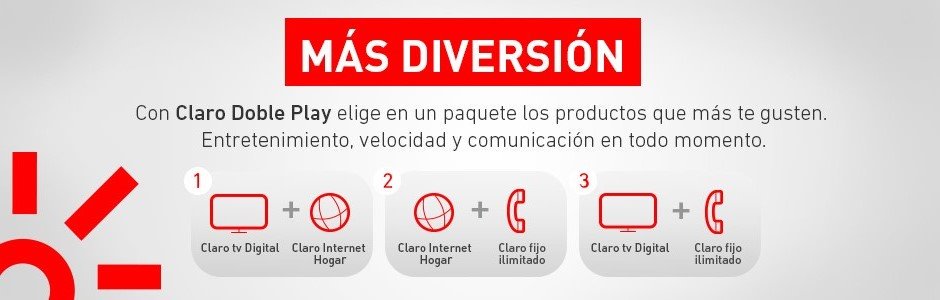 MÁS DIVERSIÓN
Con Claro Doble Play elige en un paquete los productos que más te gusten.
Entretenimiento, velocidad y comunicación en todo momento.
1
+
Claro tv Digital
Claro Internet
Hogar
2
+
Claro Internet
Hogar
Claro fijo
ilimitado
3
+
Claro tv Digital
Claro fijo
ilimitado